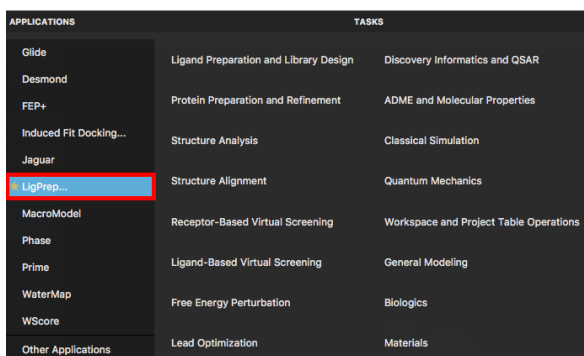 APPLICATIONS
TASKS
Glide
Desmond
FEP+
Induced Fit Docking...
Jaguar
LigPrep...
MacroModel
Phase
Prime
WaterMap
WScore
Other Applications
Ligand Preparation and Library Design
Protein Preparation and Refinement
Structure Analysis
Structure Alignment
Receptor-Based Virtual Screening
Ligand-Based Virtual Screening
Free Energy Perturbation
Lead Optimization
Discovery Informatics and QSAR
ADME and Molecular Properties
Classical Simulation
Quantum Mechanics
Workspace and Project Table Operations
General Modeling
Biologics
Materials